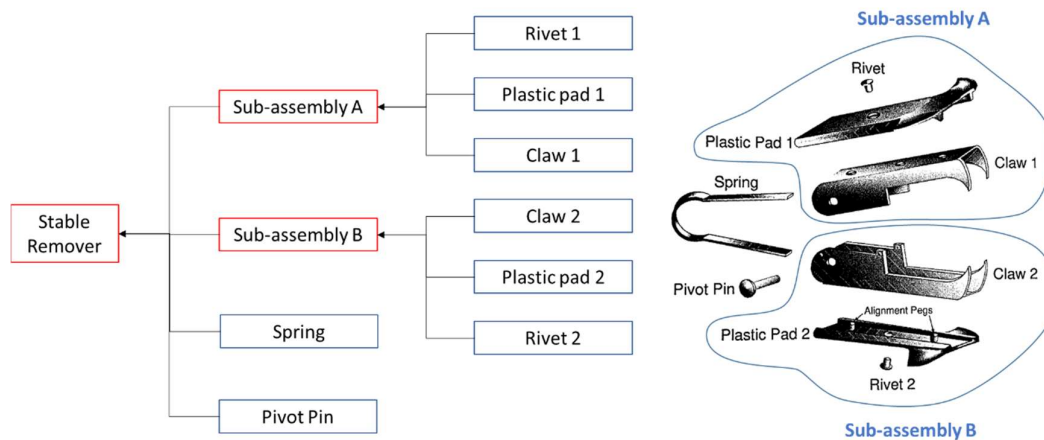 Rivet 1
Plastic pad 1
Claw 1
Sub-assembly A
Claw 2
Plastic pad 2
Rivet 2
Sub-assembly B
Stable
Remover
Spring
Pivot Pin
Sub-assembly A
Rivet
Plastic Pad 1
Claw 1
Spring
Pivot Pin
Claw 2
Alignment Pegs
Plastic Pad 2
Rivet 2
Sub-assembly B